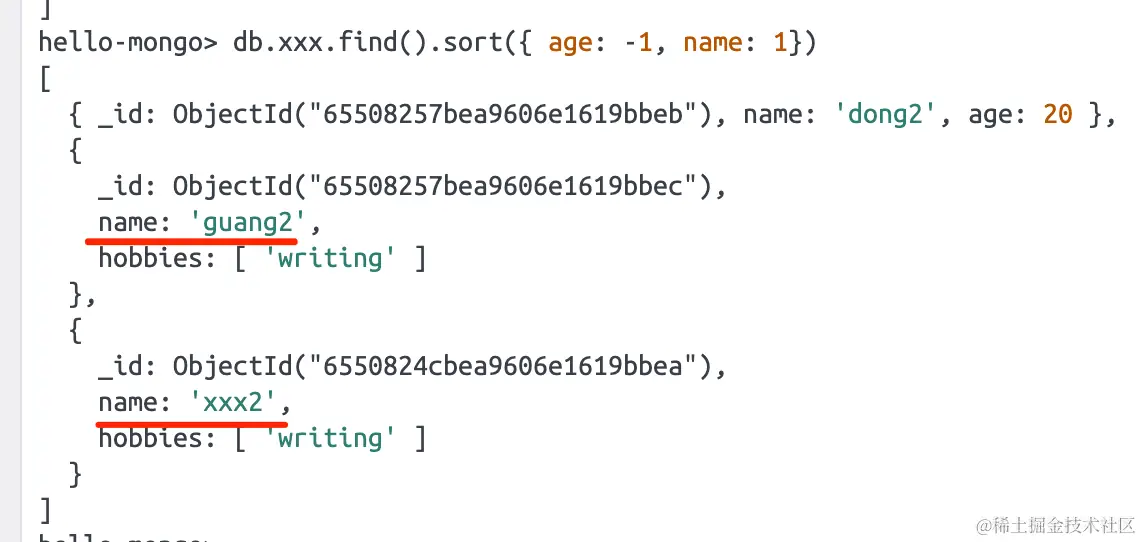 ]
hello-mongo> db.xxx.find().sort({ age: -1, name: 1})
[
  { _id: ObjectId("65508257bea9606e1619bbeb"), name: 'dong2', age: 20 },
  {
    _id: ObjectId("65508257bea9606e1619bbec"),
    name: 'guang2',
    hobbies: [ 'writing' ]
  },
  {
    _id: ObjectId("6550824cbea9606e1619bbea"),
    name: 'xxx2',
    hobbies: [ 'writing' ]
  }
]
hello-mongo>
@稀土掘金技术社区